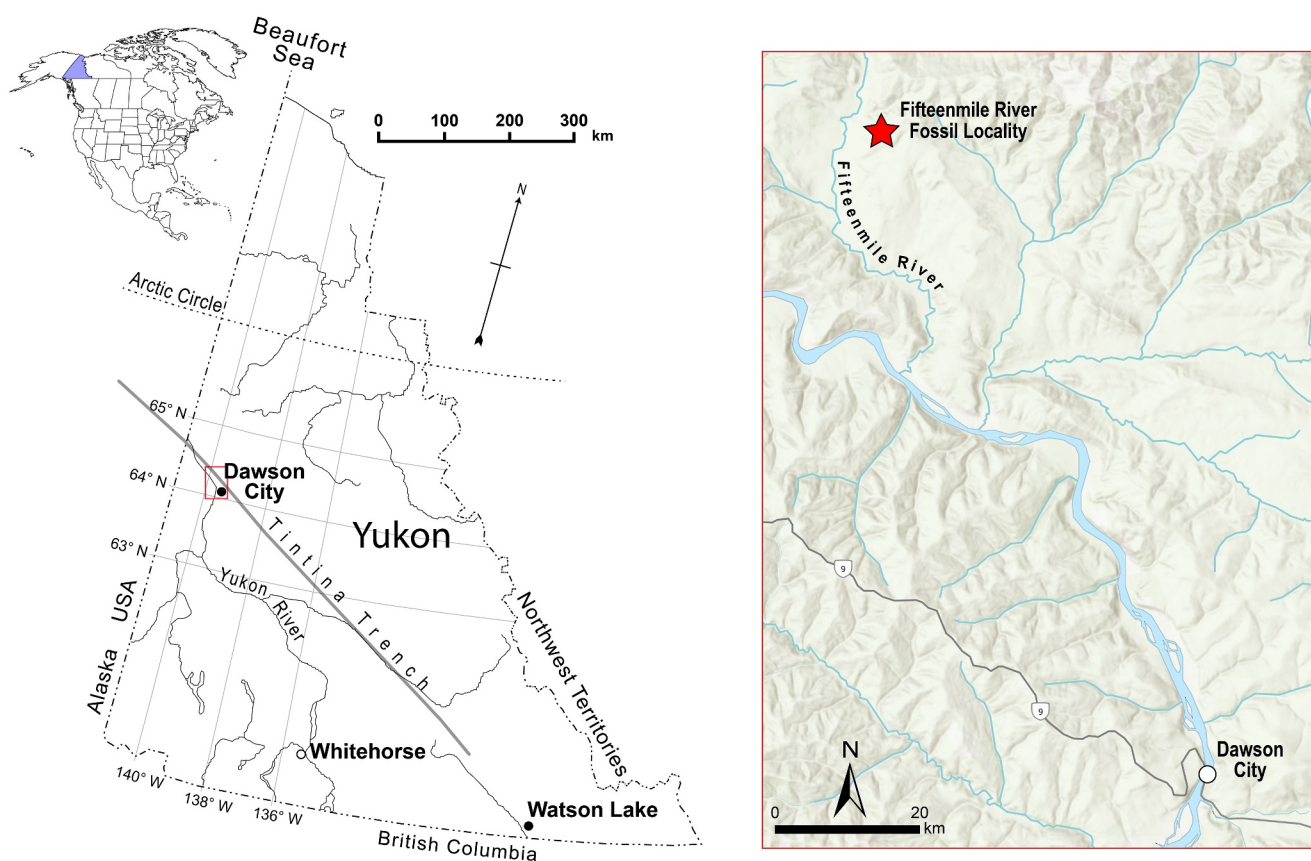 Beaufort
Sea
0 100 200 300
km
N
Arctic Circle
65° N
64° N
63° N
Dawson
City
Yukon
Tintina Trench
Yukon River
Alaska USA
Northwest Territories
Whitehorse
Watson Lake
140° W
138° W
136° W
British Columbia
Fifteenmile River
Fossil Locality
Fifteenmile River
9
9
N
Dawson
City
0 20
km